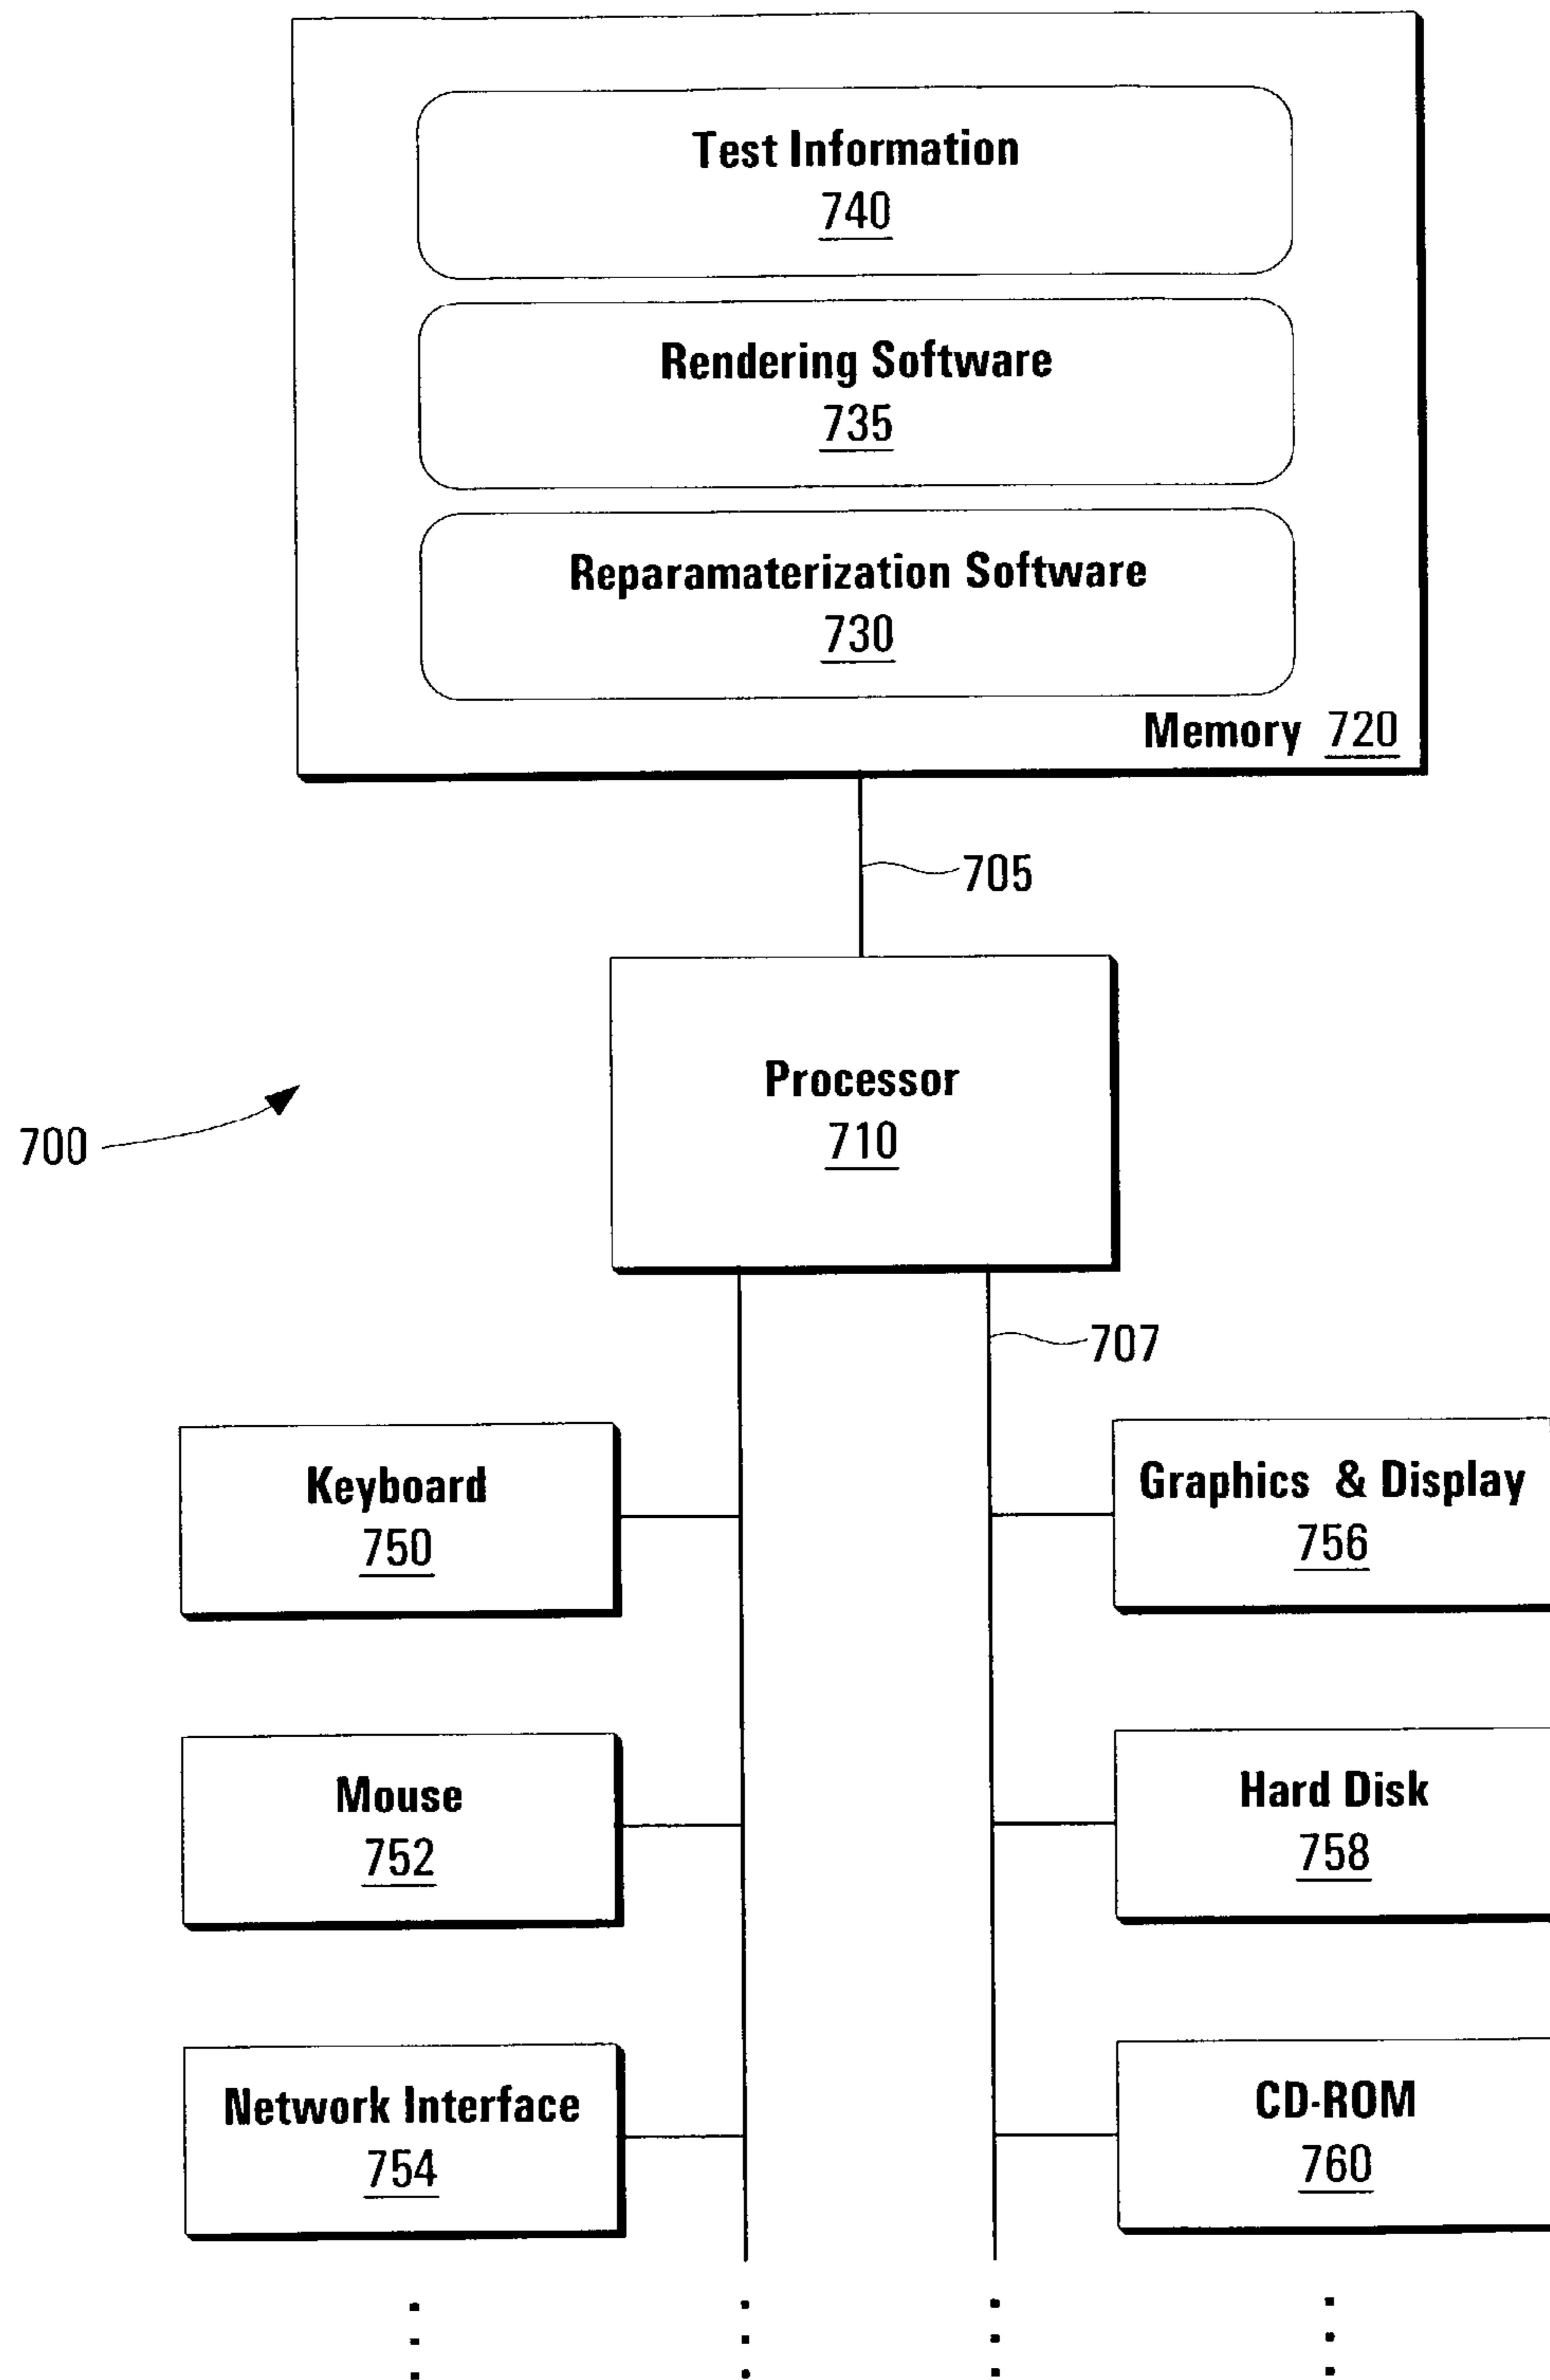 Test Information
740
Rendering Software
735
Reparamaterization Software
730
Memory 720
705
Processor
710
700
707
Keyboard
750
Graphics & Display
756
Mouse
752
Hard Disk
758
Network Interface
754
CD-ROM
760